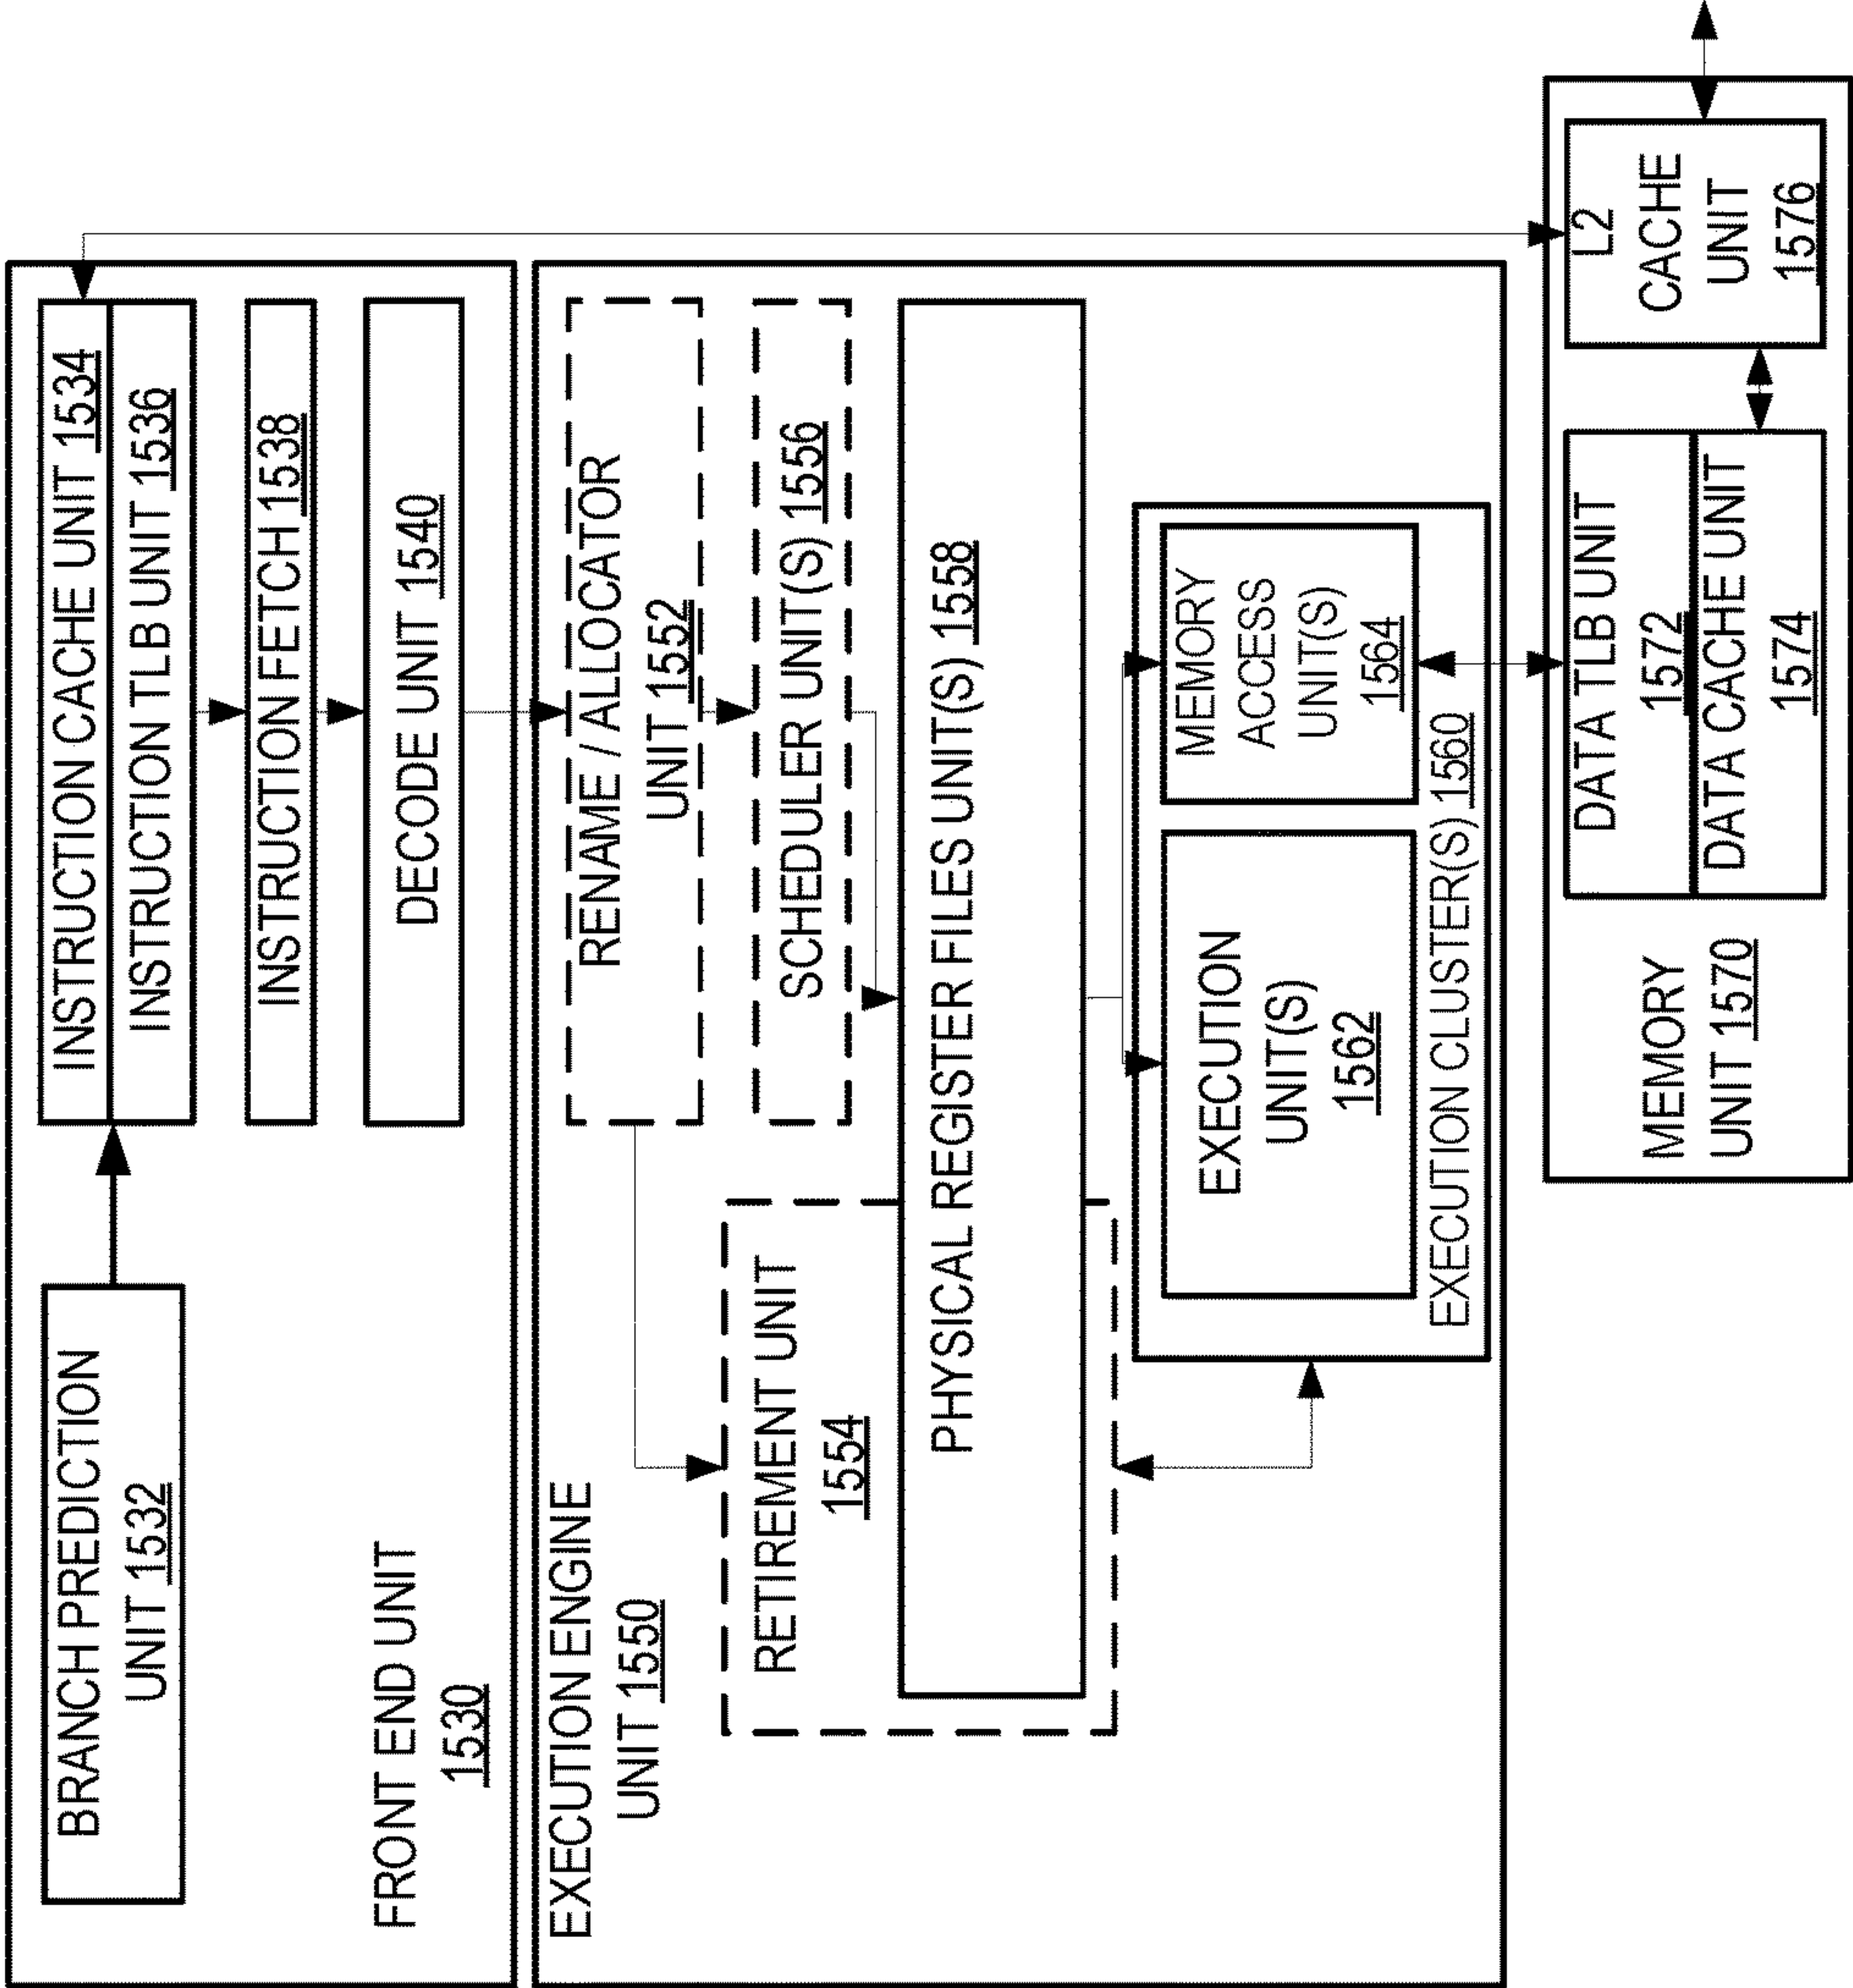 BRANCH PREDICTION
UNIT 1532
INSTRUCTION CACHE UNIT 1534
INSTRUCTION TLB UNIT 1536
INSTRUCTION FETCH 1538
DECODE UNIT 1540
FRONT END UNIT
1530
EXECUTION ENGINE
UNIT 1550
RENAME / ALLOCATOR
UNIT 1552
RETIREMENT UNIT
1554
SCHEDULER UNIT(S) 1556
PHYSICAL REGISTER FILES UNIT(S) 1558
EXECUTION
UNIT(S)
1562
MEMORY
ACCESS
UNIT(S)
1564
EXECUTION CLUSTER(S) 1560
MEMORY
UNIT 1570
DATA TLB UNIT
1572
DATA CACHE UNIT
1574
L2
CACHE
UNIT
1576